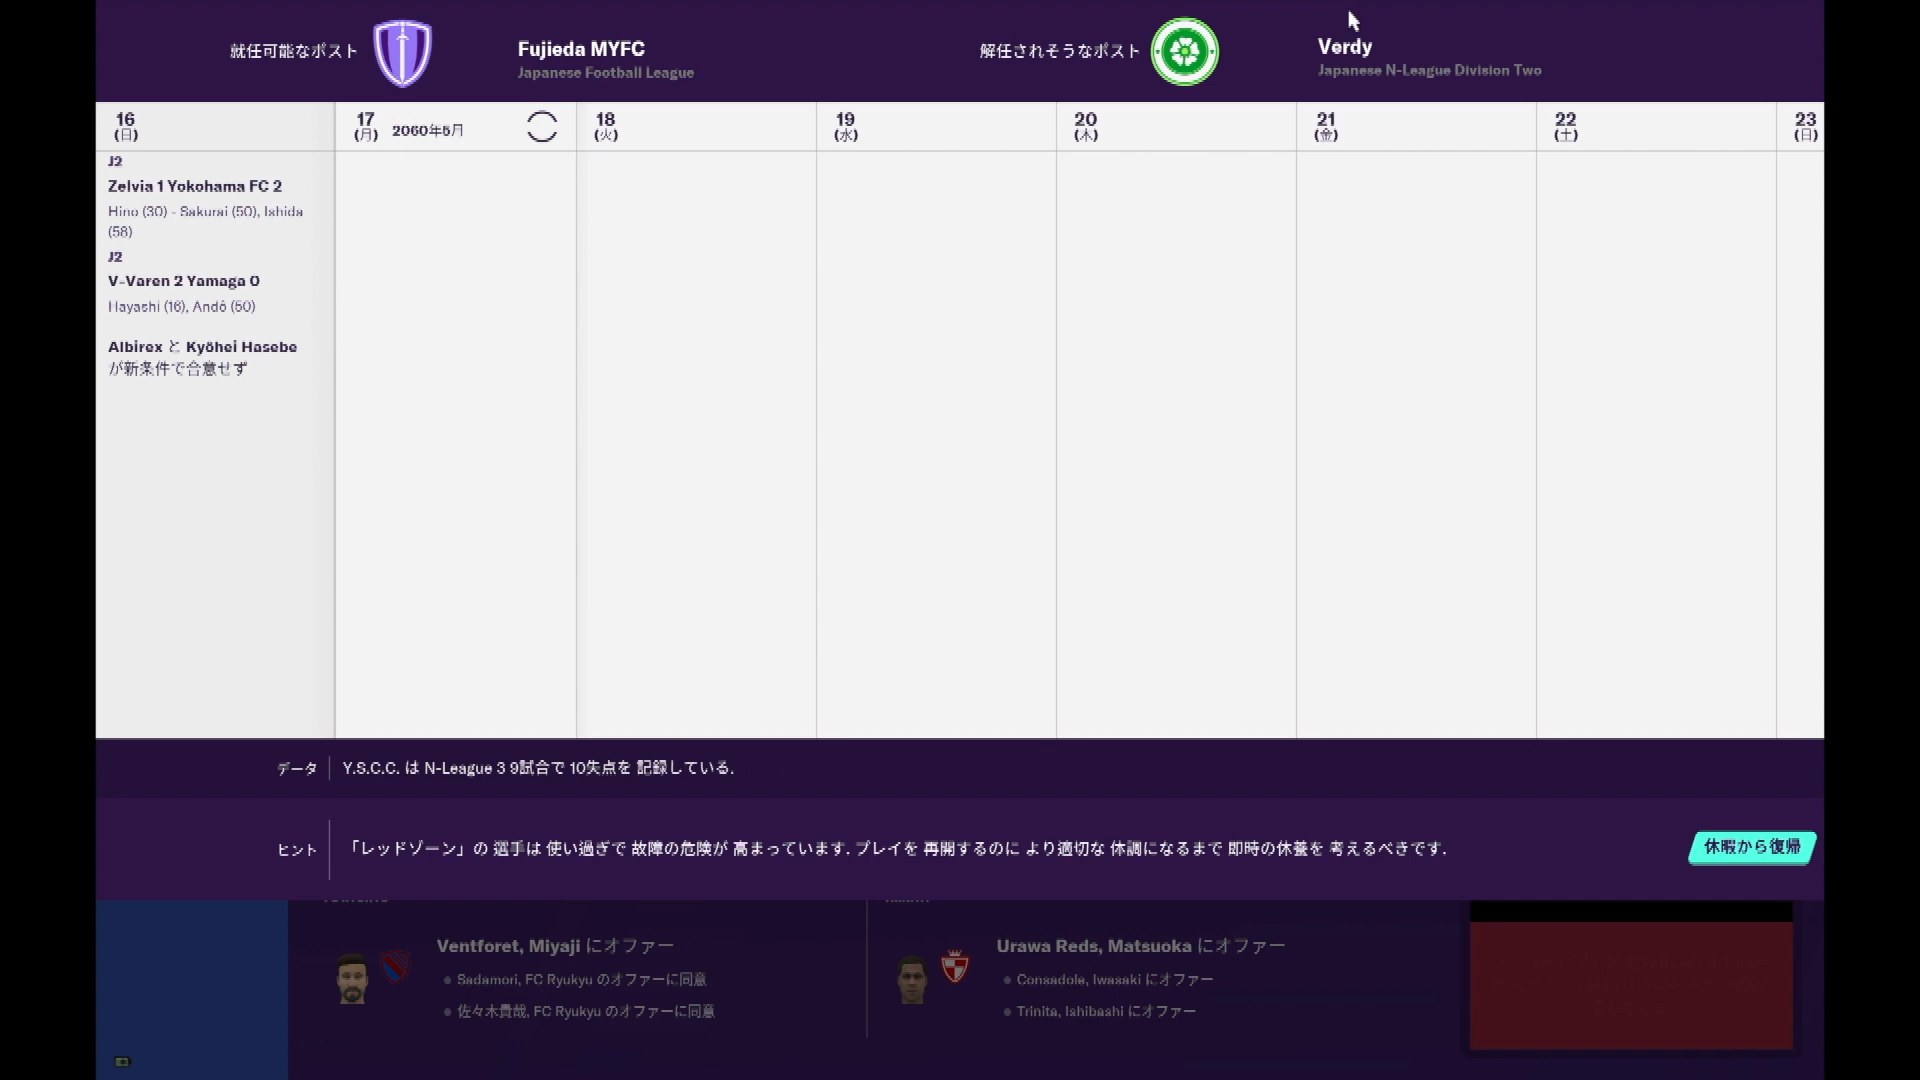 就任可能なポスト
Fujieda MYFC
Japanese Football League
解任されそうなポスト
Verdy
Japanese N-League Division Two
16
(日)
17
(月)
2060年5月
18
(火)
19
(水)
20
(木)
21
(金)
22
(土)
23
(日)
J2
Zelvia 1 Yokohama FC 2
Hino (30) - Sakurai (50), Ishida
(58)
J2
V-Varen 2 Yamaga 0
Hayashi (16), Andō (50)
Albirex と Kyōhei Hasebe
が新条件で合意せず
データ
Y.S.C.C. は N-League 3 9試合で 10失点を 記録している.
ヒント
「レッドゾーン」の 選手は 使い過ぎで 故障の危険が 高まっています. プレイを 再開するのに より適切な 休調になるまで 即時の休養を 考えるべきです.
休暇から復帰
Ventforet, Miyaji にオファー
Sadamori, FC Ryukyu のオファーに同意
佐々木貴哉, FC Ryukyu のオファーに同意
Urawa Reds, Matsuoka にオファー
Consadole, Iwasaki にオファー
Trinita, Ishibashi にオファー